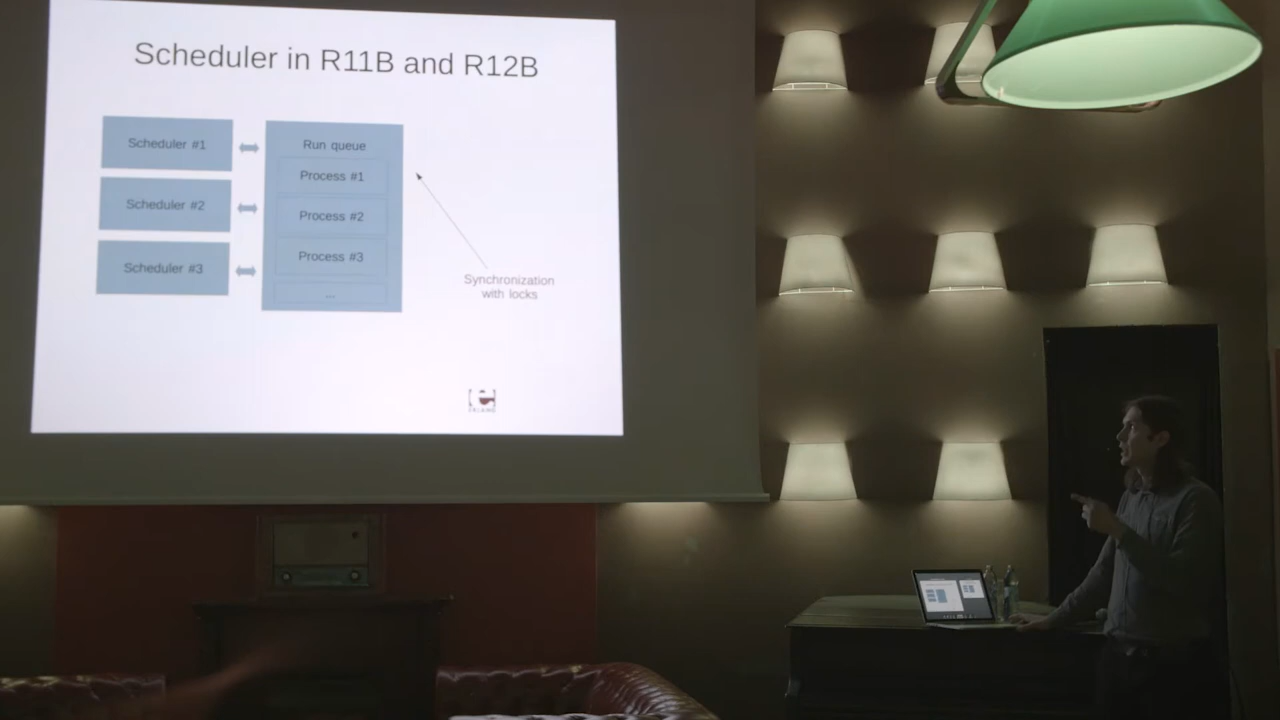 Scheduler in R11B and R12B
Scheduler #1
Scheduler #2
Scheduler #3
Run queue
Process #1
Process #2
Process #3
...
Synchronization
with locks
ERLANG